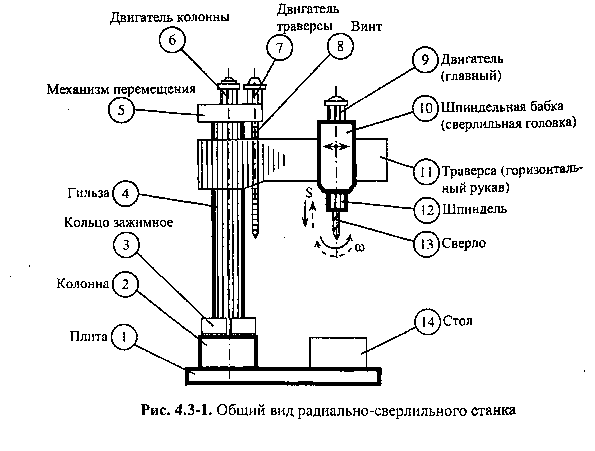 Двигатель колонны
6
Двигатель
траверсы
7
Винт
8
9 Двигатель
(главный)
Механизм перемещения
5
10 Шпиндельная бабка
(сверлильная головка)
11 Траверса (горизонталь-
ный рукав)
Гильза 4
S
12 Шпиндель
Кольцо зажимное
3
ω
13 Сверло
Колонна 2
14 Стол
Плита 1
Рис. 4.3-1. Общий вид радиально-сверлильного станка